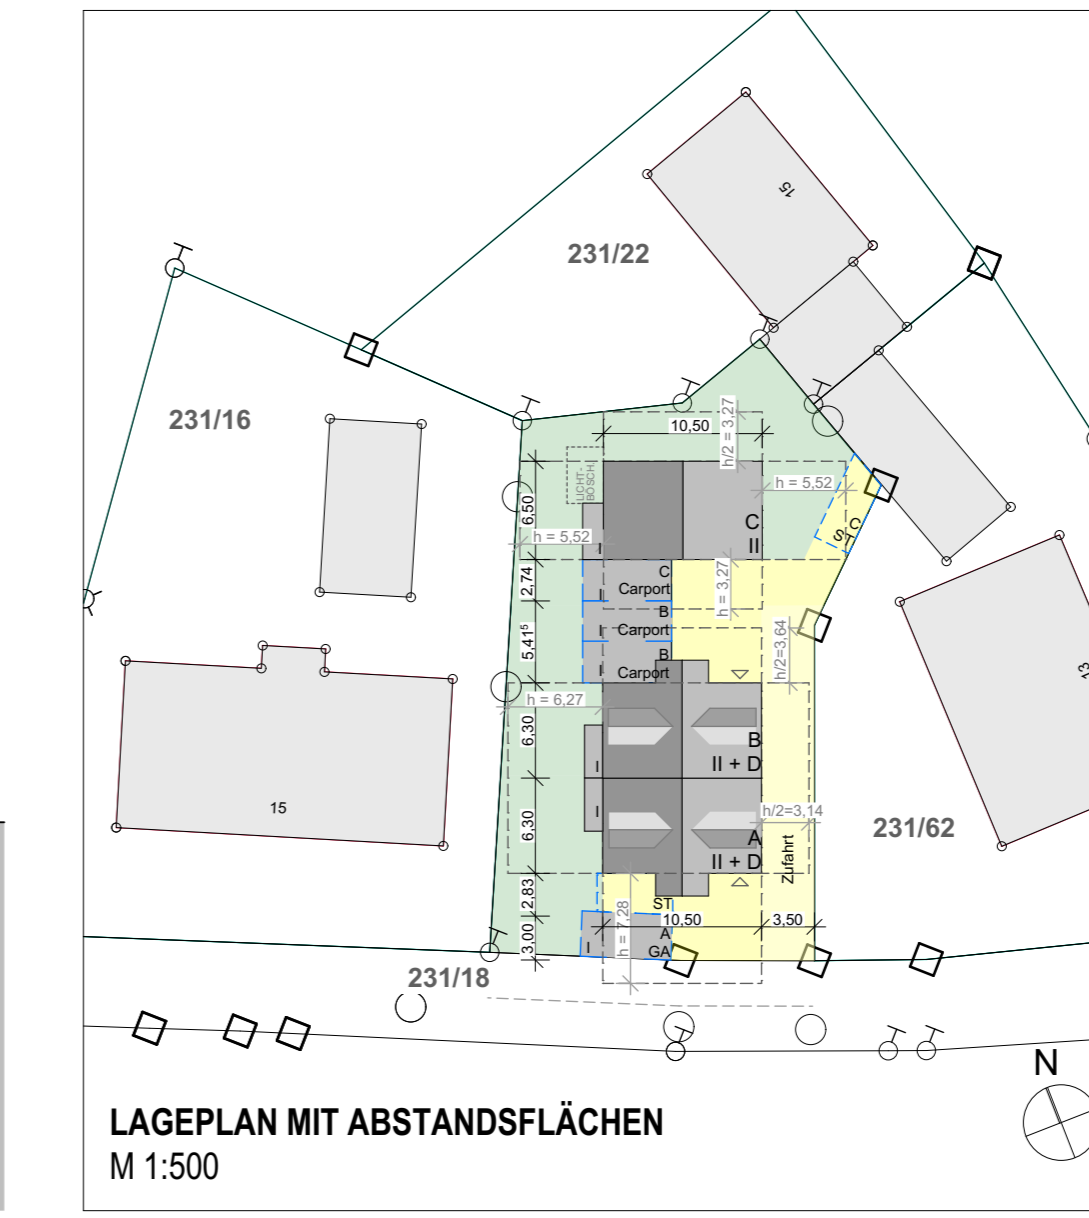 15
231/22
231/16
10,50
h/2 = 3,27
LICHT-
BÖSCH.
h = 5,52
6,50
C
II
C
ST
h = 5,52
I
2,74
C
Carport
I
h = 3,27
B
Carport
I
5,41⁵
B
Carport
I
h/2=3,64
13
h = 6,27
6,30
B
II + D
I
15
I
6,30
h/2=3,14
A
II + D
231/62
Zufahrt
2,83
ST
h = 7,28
10,50
3,50
3,00
A
I
GA
231/18
N
LAGEPLAN MIT ABSTANDSFLÄCHEN
M 1:500